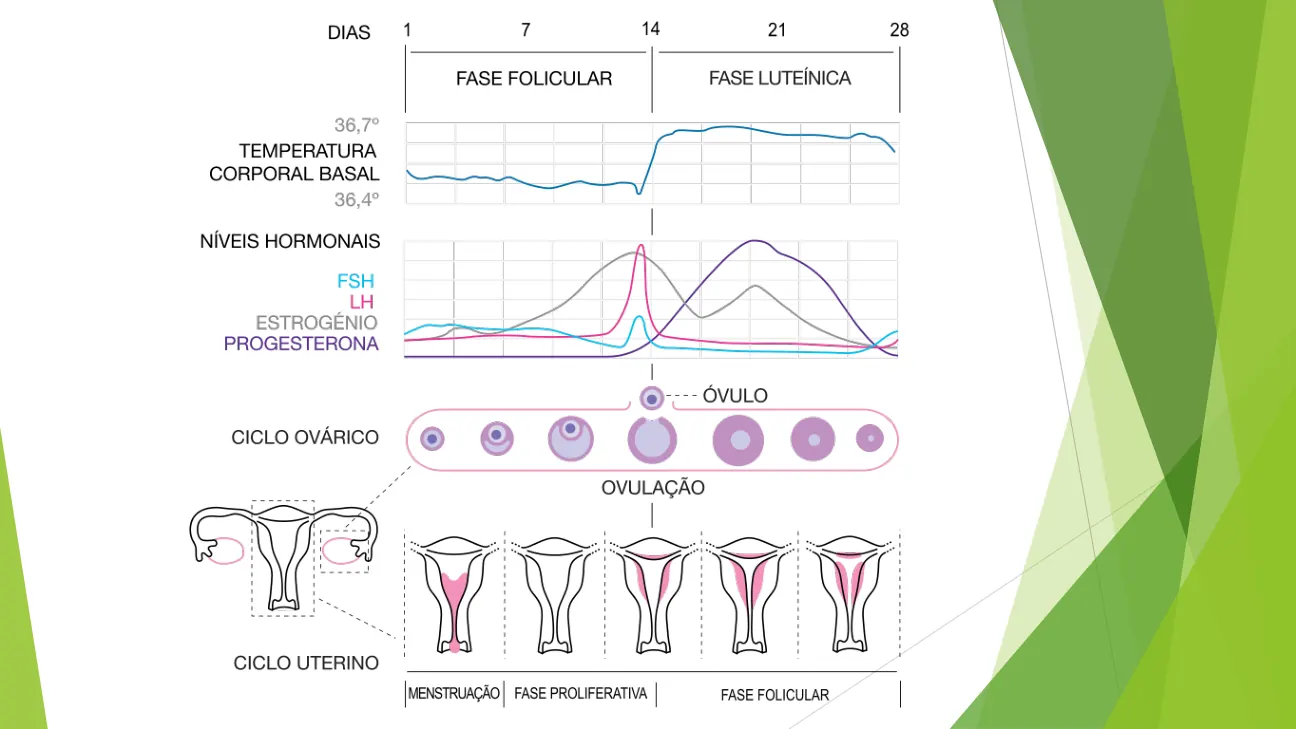 DIAS 1 7 14 21 28
FASE FOLICULAR FASE LUTEÍNICA
36,7º
TEMPERATURA
CORPORAL BASAL
36,4º
NÍVEIS HORMONAIS
FSH
LH
ESTROGÉNIO
PROGESTERONA
ÓVULO
CICLO OVÁRICO
OVULAÇÃO
CICLO UTERINO
MENSTRUAÇÃO FASE PROLIFERATIVA FASE FOLICULAR